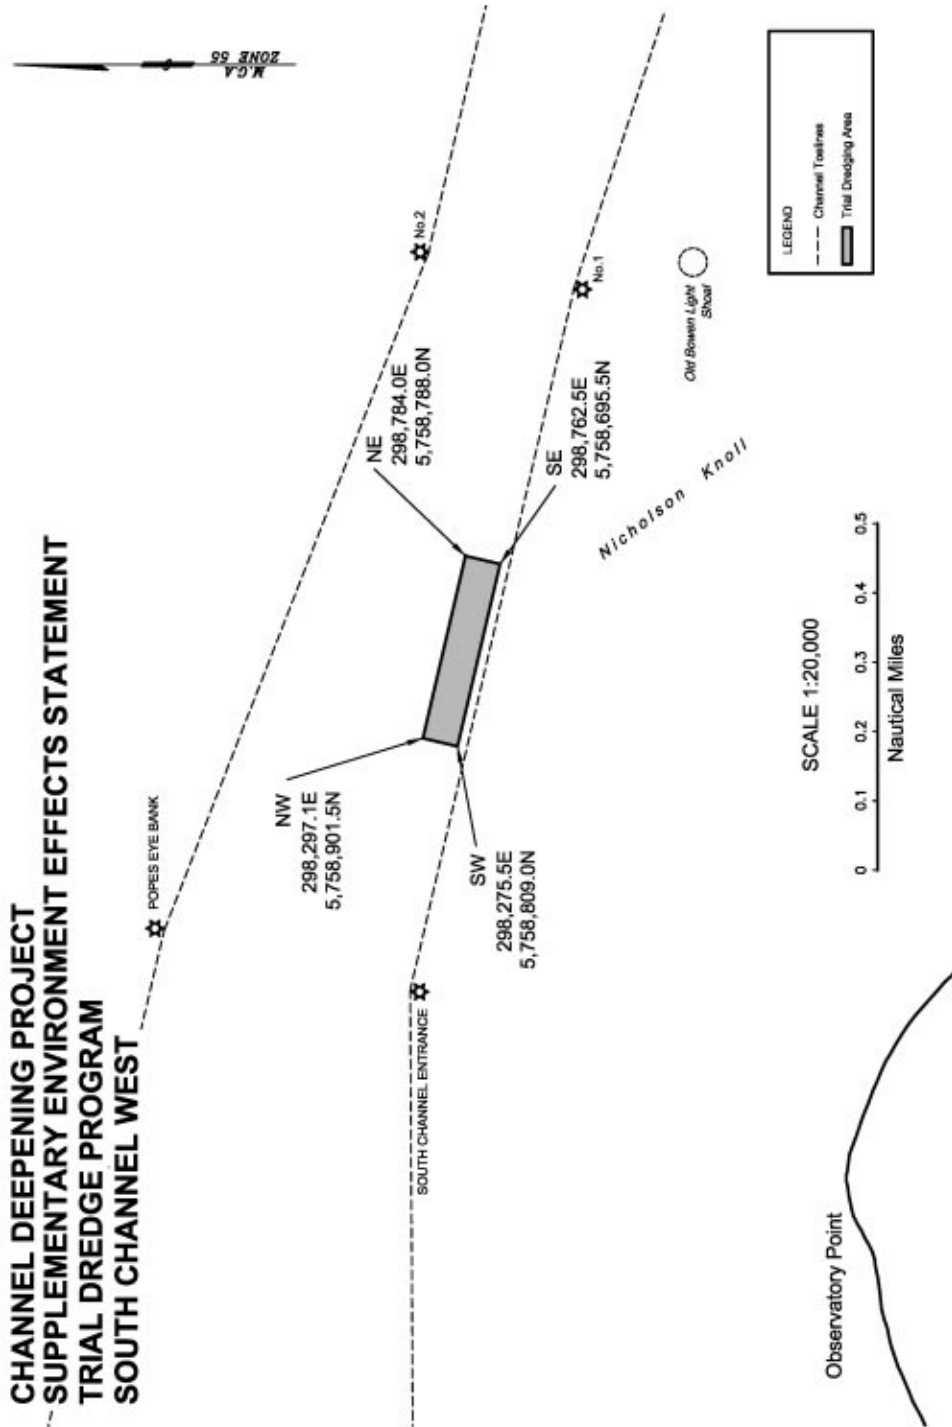 CHANNEL DEEPENING PROJECT
SUPPLEMENTARY ENVIRONMENT EFFECTS STATEMENT
TRIAL DREDGE PROGRAM
SOUTH CHANNEL WEST
M.G.A
ZONE 55
POPES EYE BANK
No.2
NW
298,297.1E
5,758,901.5N
NE
298,784.0E
5,758,788.0N
SOUTH CHANNEL ENTRANCE
SW
298,275.5E
5,758,809.0N
SE
298,762.5E
5,758,695.5N
No.1
Nicholson Knoll
Old Bowen Light
Shoal
Observatory Point
SCALE 1:20,000
0 0.1 0.2 0.3 0.4 0.5
Nautical Miles
LEGEND
Channel Toelines
Trial Dredging Area